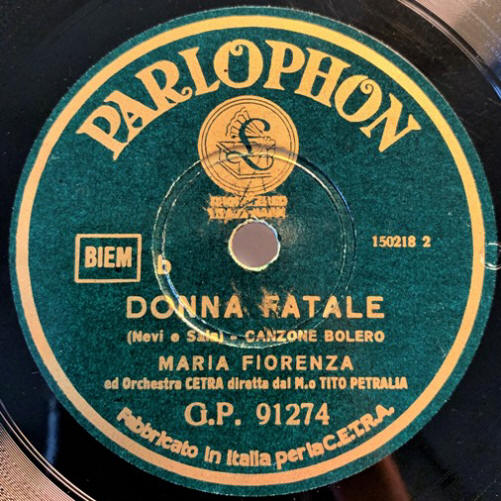 PARLOPHON
£
150218 2
BIEM
b
DONNA FATALE
(Nevi e Sala) - CANZONE BOLERO
MARIA FIORENZA
ed Orchestra CETRA diretta dal M.o TITO PETRALIA
G.P. 91274
Fabbricato in Italia per la C.E.T.R.A.